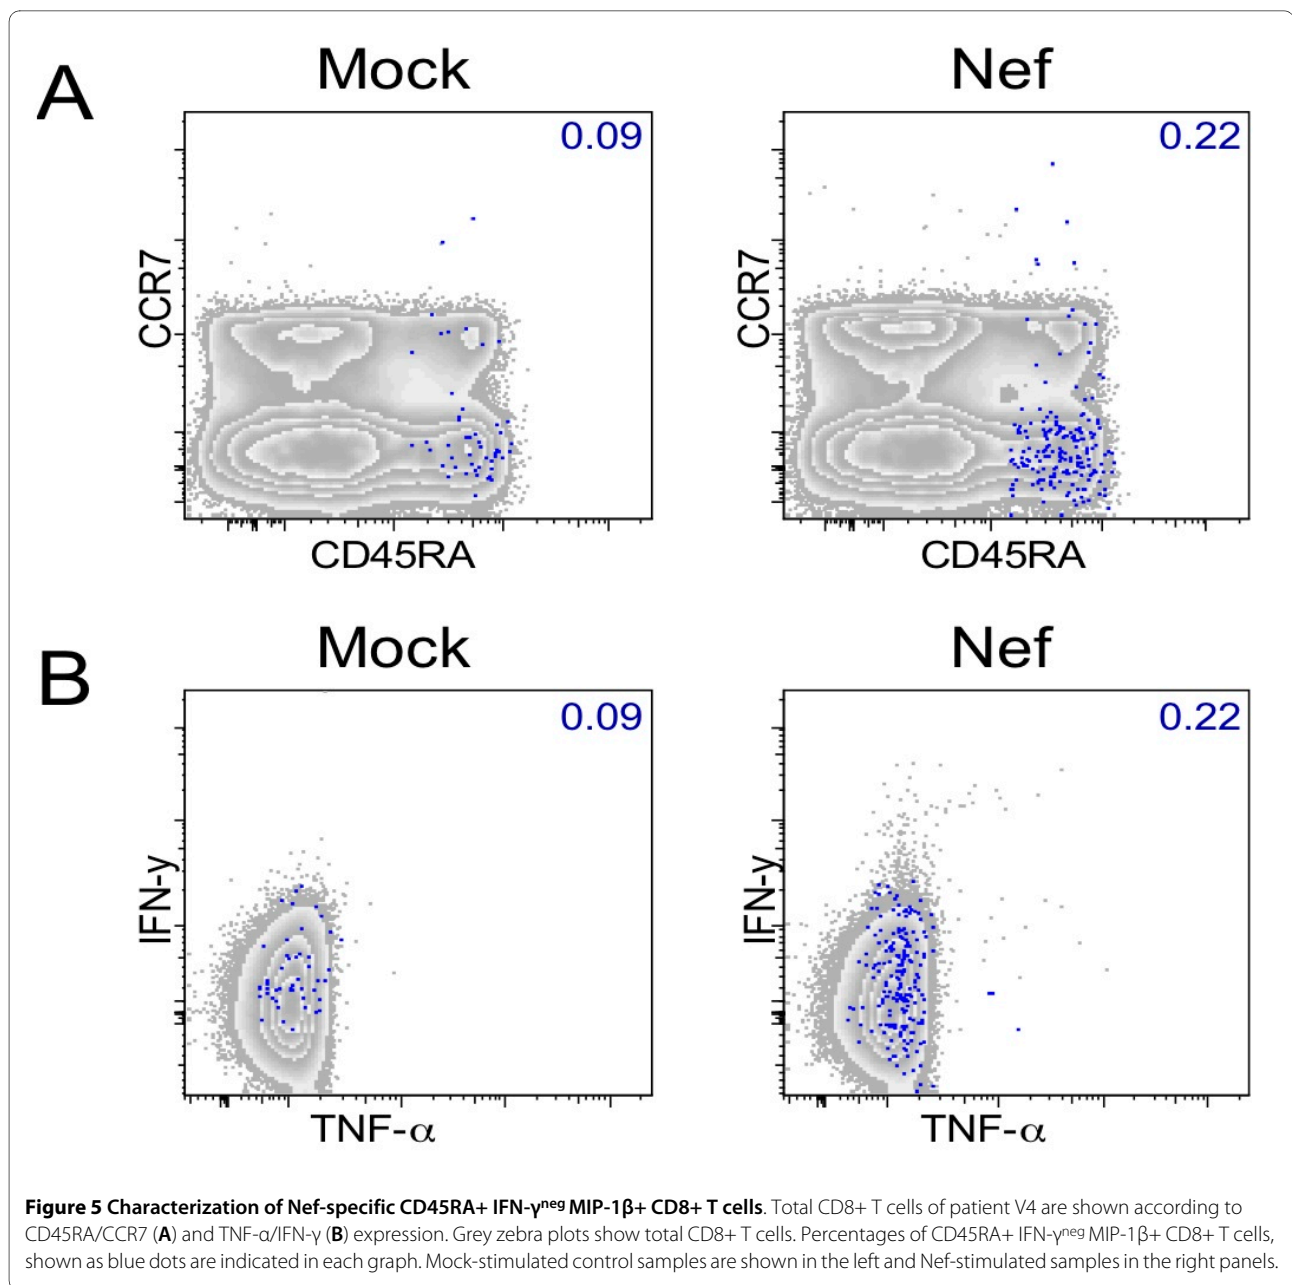 A
Mock
Nef
0.09
0.22
CCR7
CCR7
CD45RA
CD45RA
B
Mock
Nef
0.09
0.22
IFN-y
IFN-y
TNF-α
TNF-α
Figure 5 Characterization of Nef-specific CD45RA+ IFN-γneg MIP-1β+ CD8+ T cells. Total CD8+ T cells of patient V4 are shown according to
CD45RA/CCR7 (A) and TNF-α/IFN-γ (B) expression. Grey zebra plots show total CD8+ T cells. Percentages of CD45RA+ IFN-γneg MIP-1β+ CD8+ T cells,
shown as blue dots are indicated in each graph. Mock-stimulated control samples are shown in the left and Nef-stimulated samples in the right panels.